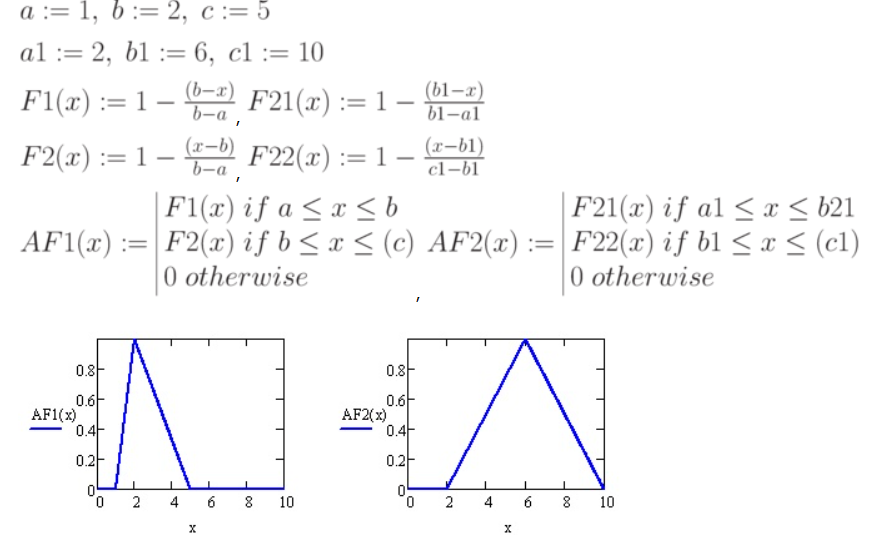 a := 1, b := 2, c := 5
a1 := 2, b1 := 6, c1 := 10
F1(x) := 1 − (b−x)/b−a, F21(x) := 1 − (b1−x)/b1−a1
F2(x) := 1 − (x−b)/b−a, F22(x) := 1 − (x−b1)/c1−b1
AF1(x) := | F1(x) if a ≤ x ≤ b
F2(x) if b ≤ x ≤ (c)
0 otherwise
,
AF2(x) := | F21(x) if a1 ≤ x ≤ b21
F22(x) if b1 ≤ x ≤ (c1)
0 otherwise
AF1(x)
0.8
0.6
0.4
0.2
0
0 2 4 6 8 10
x
AF2(x)
0.8
0.6
0.4
0.2
0
0 2 4 6 8 10
x